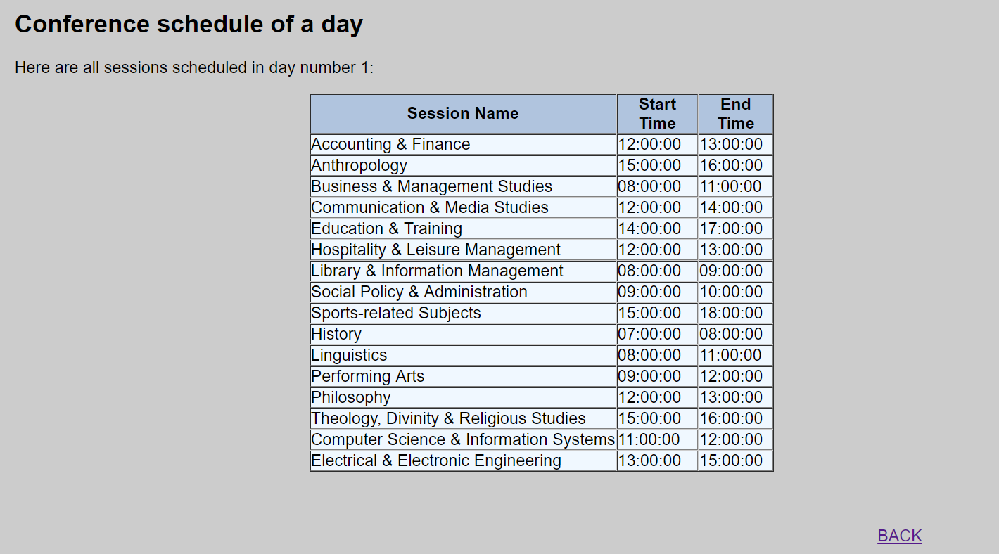 Conference schedule of a day
Here are all sessions scheduled in day number 1:
Session Name Start Time End Time
Accounting & Finance 12:00:00 13:00:00
Anthropology 15:00:00 16:00:00
Business & Management Studies 08:00:00 11:00:00
Communication & Media Studies 12:00:00 14:00:00
Education & Training 14:00:00 17:00:00
Hospitality & Leisure Management 12:00:00 13:00:00
Library & Information Management 08:00:00 09:00:00
Social Policy & Administration 09:00:00 10:00:00
Sports-related Subjects 15:00:00 18:00:00
History 07:00:00 08:00:00
Linguistics 08:00:00 11:00:00
Performing Arts 09:00:00 12:00:00
Philosophy 12:00:00 13:00:00
Theology, Divinity & Religious Studies 15:00:00 16:00:00
Computer Science & Information Systems 11:00:00 12:00:00
Electrical & Electronic Engineering 13:00:00 15:00:00
BACK